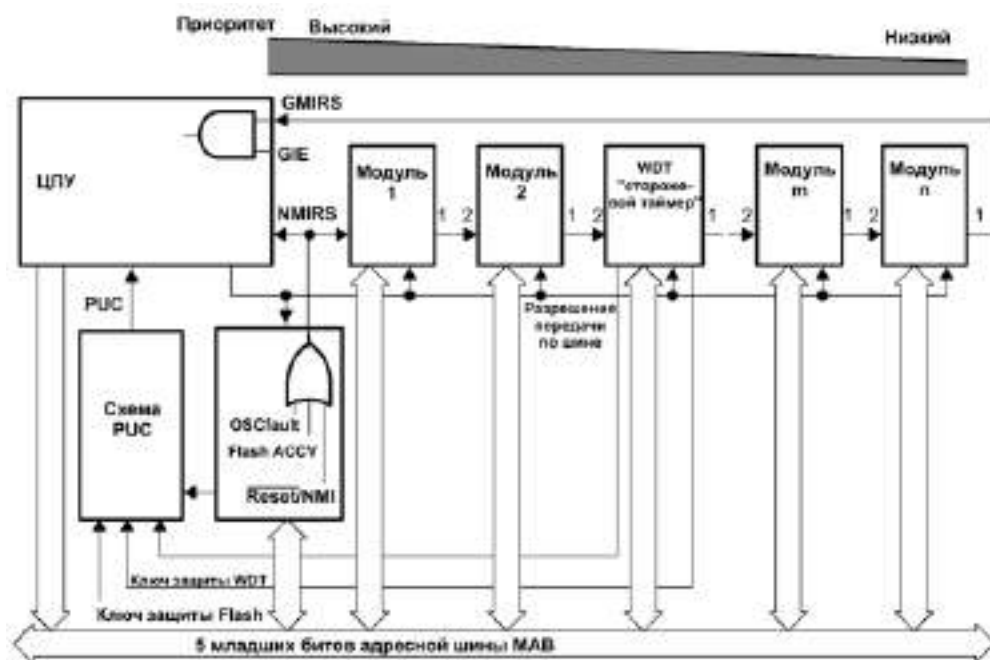 Приоритет Высокий Низкий
GMIRS
GIE
ЦПУ
NMIRS
Модуль
1
1 2
Модуль
2
1 2
WDT
"стороже-
вой таймер"
1 2
Модуль
m
1 2
Модуль
n
1
PUC
Разрешение
передачи
по шине
Схема
PUC
OSCfault
Flash ACCV
Reset/NMI
Ключ защиты WDT
Ключ защиты Flash
5 младших битов адресной шины MAB